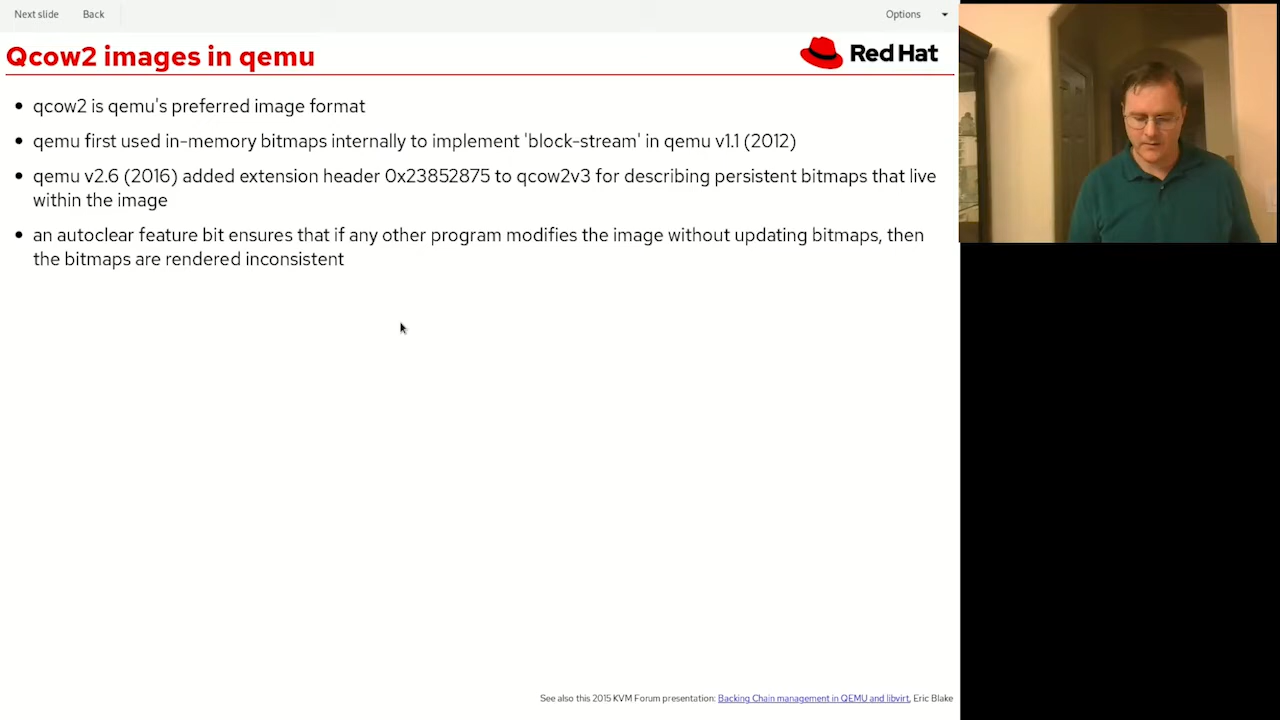 Next slide Back Options
Qcow2 images in qemu
Red Hat
• qcow2 is qemu's preferred image format
• qemu first used in-memory bitmaps internally to implement 'block-stream' in qemu v1.1 (2012)
• qemu v2.6 (2016) added extension header 0x23852875 to qcow2v3 for describing persistent bitmaps that live
within the image
• an autoclear feature bit ensures that if any other program modifies the image without updating bitmaps, then
the bitmaps are rendered inconsistent
See also this 2015 KVM Forum presentation: Backing Chain management in QEMU and libvirt, Eric Blake